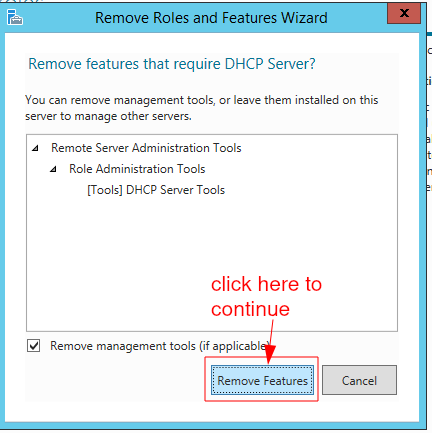 Remove Roles and Features Wizard
x
Remove features that require DHCP Server?
You can remove management tools, or leave them installed on this
server to manage other servers.
Remote Server Administration Tools
Role Administration Tools
[Tools] DHCP Server Tools
click here to
continue
Remove management tools (if applicable)
Remove Features
Cancel